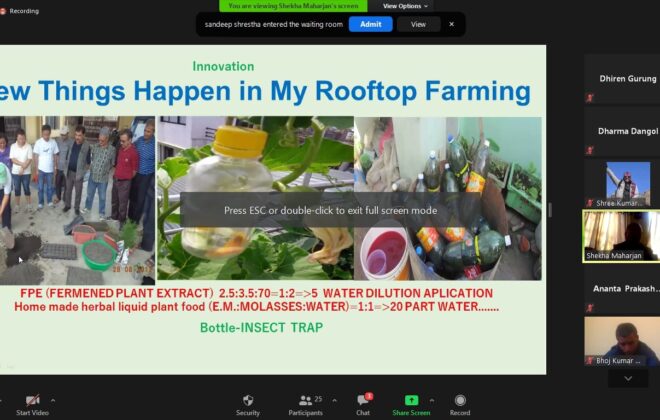 Recording
You are viewing Shekha Maharjan's screen
View Options
sandeep shrestha entered the waiting room
Admit
View
Innovation
ew Things Happen in My Rooftop Farming
Press ESC or double-click to exit full screen mode
FPE (FERMENED PLANT EXTRACT) 2.5:3.5:70=1:2=>5 WATER DILUTION APLICATION
Home made herbal liquid plant food (E.M.:MOLASSES:WATER)=1:1=>20 PART WATER.......
Bottle-INSECT TRAP
Dhiren Gurung
Dharma Dangol
Shree Kumar...
Shekha Maharjan
Ananta Prakash...
Bhoj Kumar ...
Start Video
Security
Participants
25
Chat
Share Screen
Record